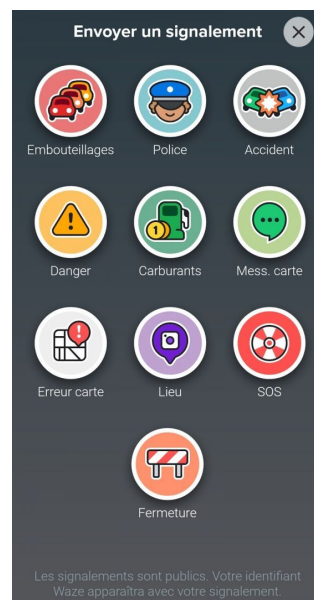 Envoyer un signalement
Embouteillages
Police
Accident
Danger
Carburants
Mess. carte
Erreur carte
Lieu
SOS
Fermeture
Les signalements sont publics. Votre identifiant
Waze apparaîtra avec votre signalement.